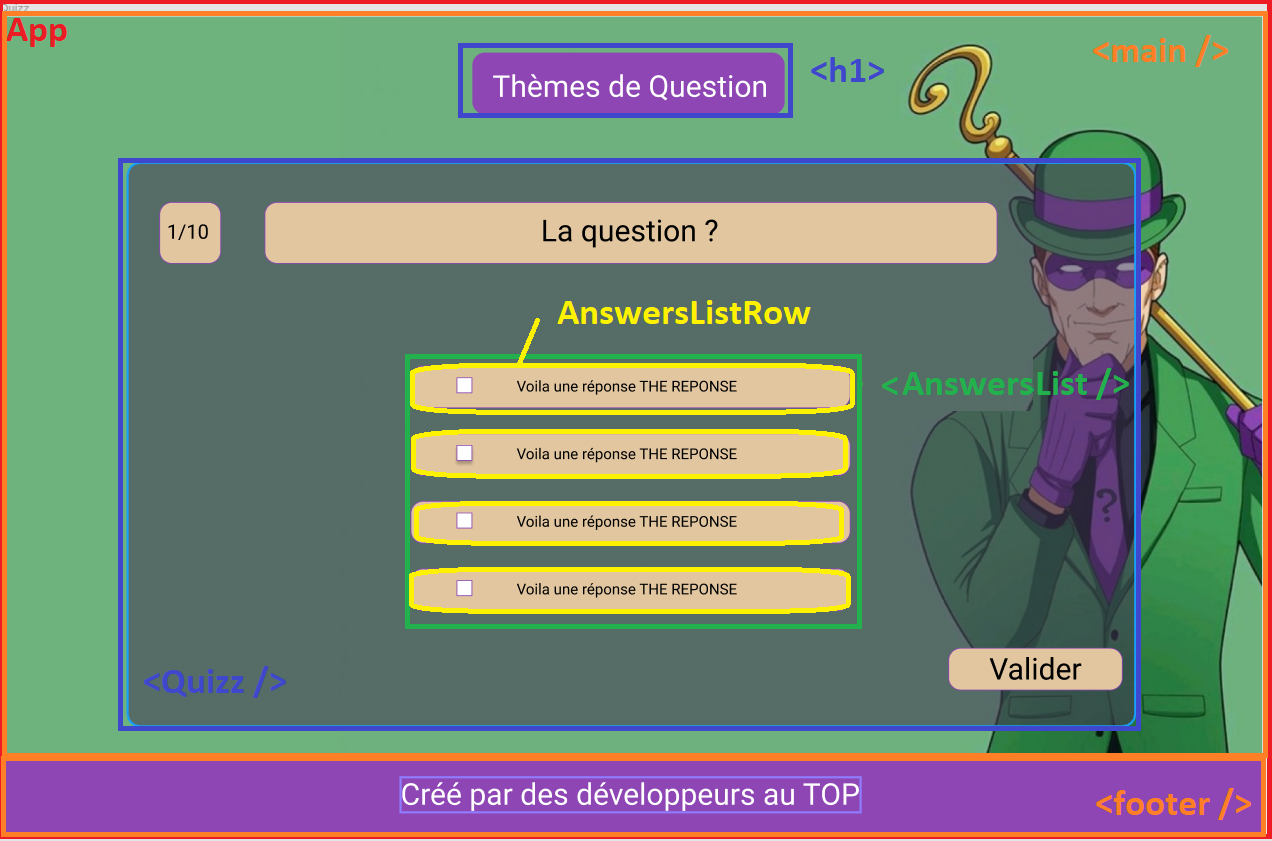 Quizz
App
<main />
Thèmes de Question
<h1>
1/10
La question ?
AnswersListRow
Voila une réponse THE REPONSE
<AnswersList />
Voila une réponse THE REPONSE
Voila une réponse THE REPONSE
?
Voila une réponse THE REPONSE
<Quizz />
Valider
Créé par des développeurs au TOP
<footer />